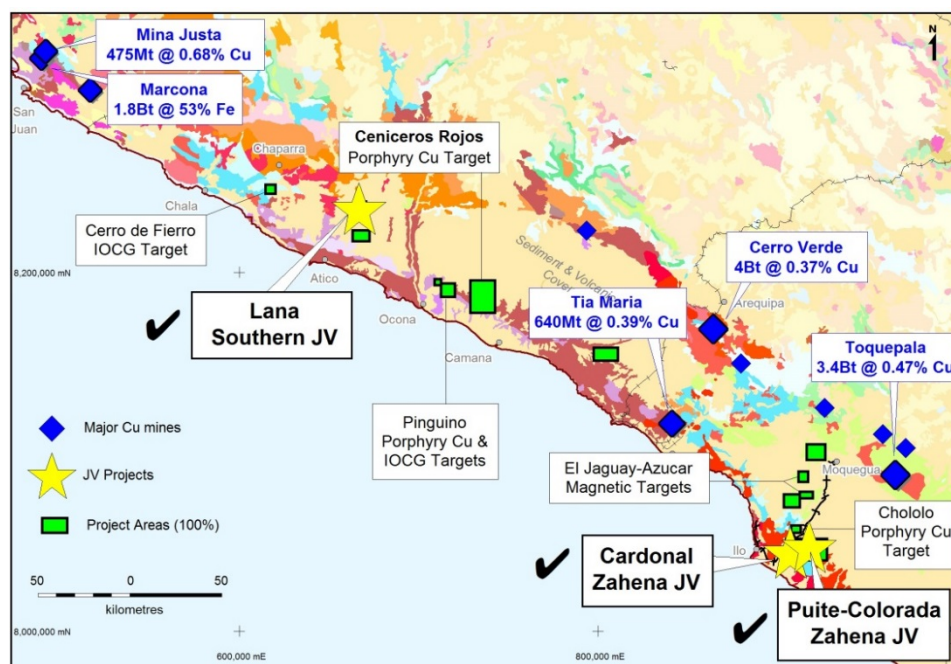 Mina Justa
475Mt @ 0.68% Cu
N
Marcona
1.8Bt @ 53% Fe
San
Juan
Ceniceros Rojos
Porphyry Cu Target
Chaparra
Chala
Cerro de Fierro
IOCG Target
Sediment & Volcanic
Cover
Cerro Verde
4Bt @ 0.37% Cu
8,200,000 mN
Atico
Arequipa
Lana
Southern JV
Ocona
Tia Maria
640Mt @ 0.39% Cu
Camana
Toquepala
3.4Bt @ 0.47% Cu
Major Cu mines
Pinguino
Porphyry Cu &
IOCG Targets
JV Projects
El Jaguay-Azucar
Magnetic Targets
Moquegua
Project Areas (100%)
Chololo
Porphyry Cu
Target
Ilo
Cardonal
Zahena JV
50 0 50
kilometres
Puite-Colorada
Zahena JV
8,000,000 mN
600,000 mE
800,000 mE